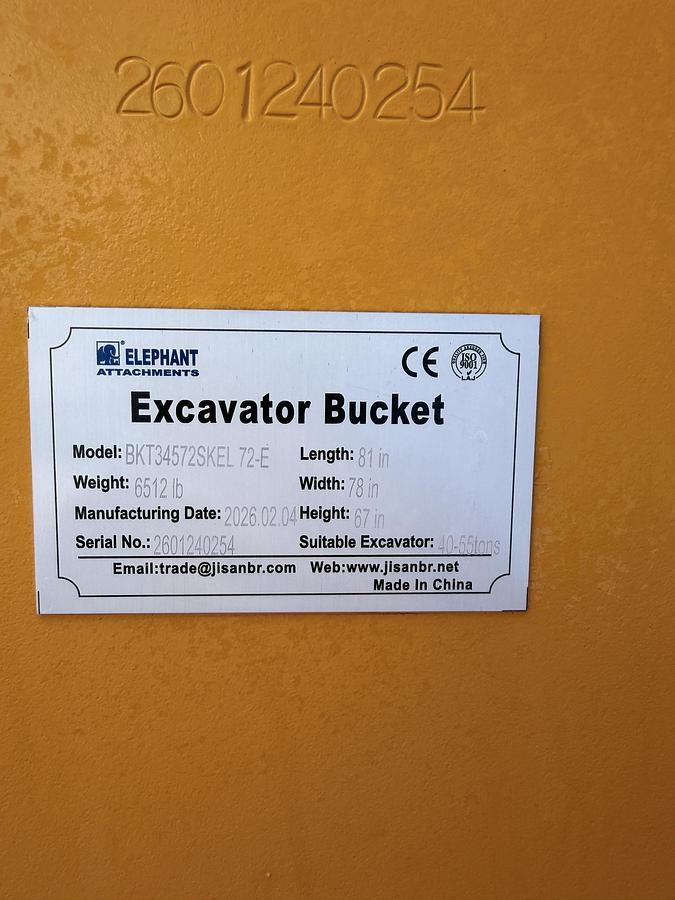 2601240254
ELEPHANT
ATTACHMENTS
CE
ISO
9001
LAJ
Excavator Bucket
Model: BKT34572SKEL 72-E Length: 81 in
Weight: 6512 lb Width: 78 in
Manufacturing Date: 2026.02.04 Height: 67 in
Serial No.: 2601240254 Suitable Excavator: 40-55tons
Email:trade@jisanbr.com Web:www.jisanbr.net
Made In China